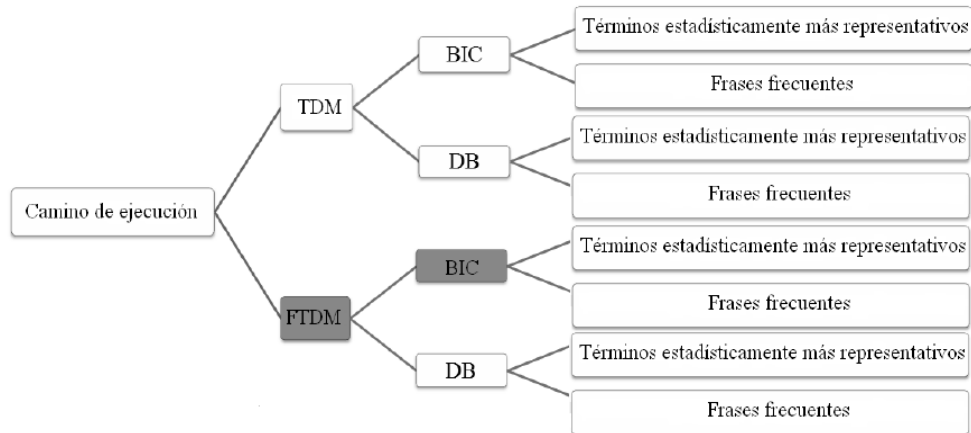 Términos estadísticamente más representativos
BIC
Frases frecuentes
TDM
Términos estadísticamente más representativos
DB
Frases frecuentes
Camino de ejecución
Términos estadísticamente más representativos
BIC
Frases frecuentes
FTDM
Términos estadísticamente más representativos
DB
Frases frecuentes